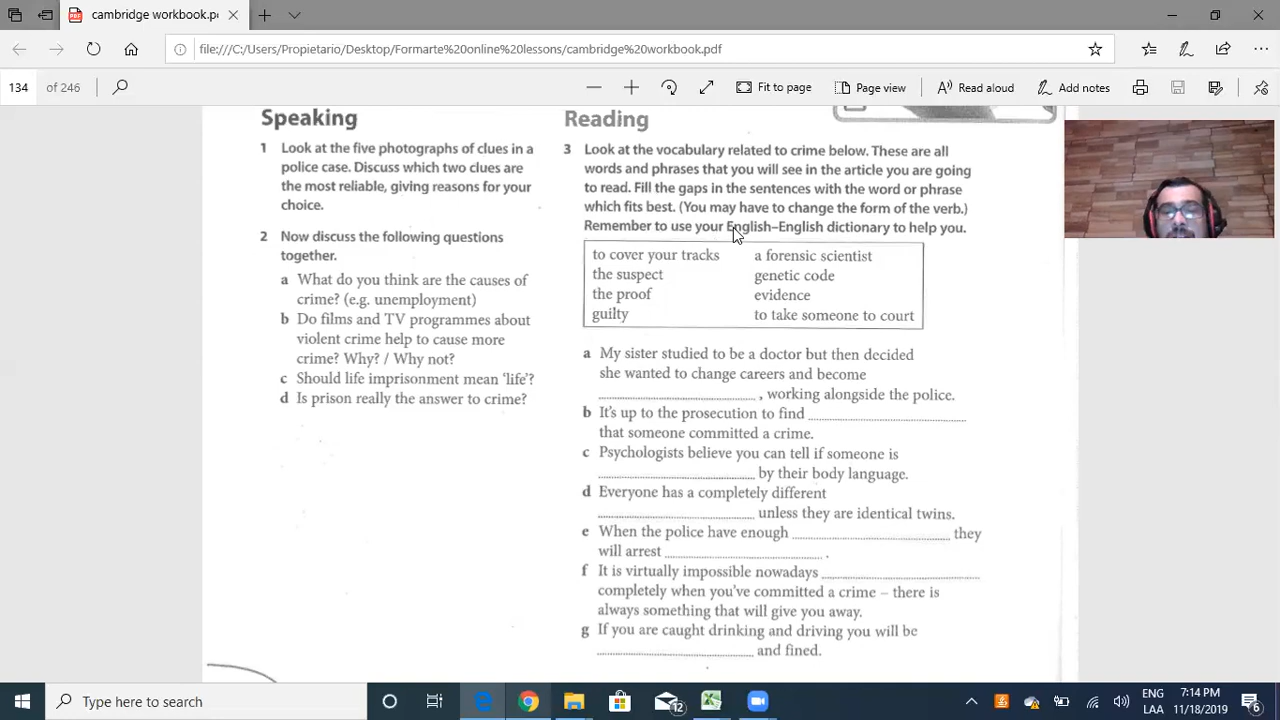 cambridge workbook.p
file:///C:/Users/Propietario/Desktop/Formarte%20online%20lessons/cambridge%20workbook.pdf
134 of 246
Fit to page
Page view
Read aloud
Add notes
Speaking
1 Look at the five photographs of clues in a
police case. Discuss which two clues are
the most reliable, giving reasons for your
choice.
2 Now discuss the following questions
together.
a What do you think are the causes of
crime? (e.g. unemployment)
b Do films and TV programmes about
violent crime help to cause more
crime? Why? / Why not?
c Should life imprisonment mean ‘life’?
d Is prison really the answer to crime?
Reading
3 Look at the vocabulary related to crime below. These are all
words and phrases that you will see in the article you are going
to read. Fill the gaps in the sentences with the word or phrase
which fits best. (You may have to change the form of the verb.)
Remember to use your English–English dictionary to help you.
to cover your tracks a forensic scientist
the suspect genetic code
the proof evidence
guilty to take someone to court
a My sister studied to be a doctor but then decided
she wanted to change careers and become
.................... , working alongside the police.
b It’s up to the prosecution to find ....................
that someone committed a crime.
c Psychologists believe you can tell if someone is
.................... by their body language.
d Everyone has a completely different
.................... unless they are identical twins.
e When the police have enough .................... they
will arrest .................... .
f It is virtually impossible nowadays ....................
completely when you’ve committed a crime – there is
always something that will give you away.
g If you are caught drinking and driving you will be
.................... and fined.
Type here to search
12
ENG
LAA
7:14 PM
11/18/2019
6